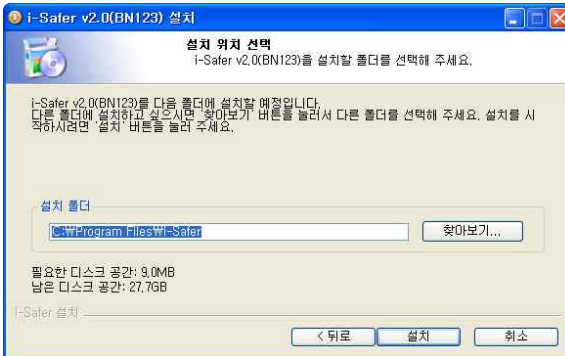 i-Safer v2.0(BN123) 설치
설치 위치 선택
i-Safer v2.0(BN123)을 설치할 폴더를 선택해 주세요.
i-Safer v2.0(BN123)를 다음 폴더에 설치할 예정입니다.
다른 폴더에 설치하고 싶으시면 '찾아보기' 버튼을 눌러서 다른 폴더를 선택해 주세요. 설치를 시
작하시려면 '설치' 버튼을 눌러 주세요.
설치 폴더
C:₩Program Files₩i-Safer
찾아보기...
필요한 디스크 공간: 9.0MB
남은 디스크 공간: 27.7GB
i-Safer 설치
< 뒤로
설치
취소